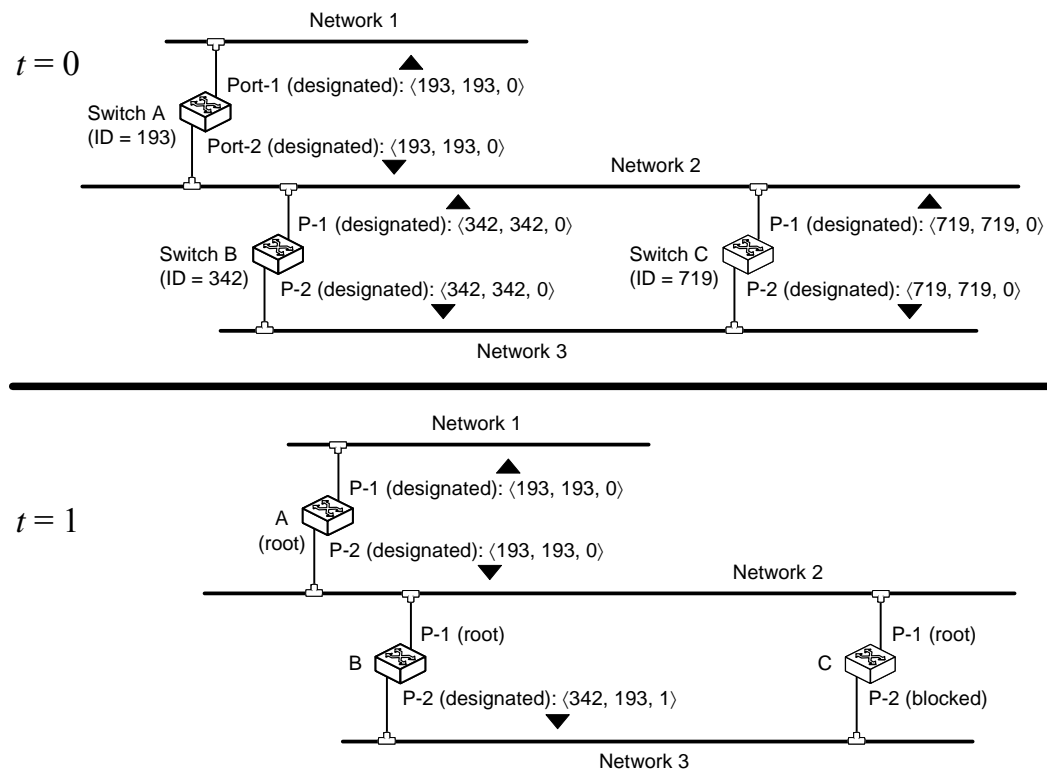 Network 1
t = 0
Port-1 (designated): ⟨193, 193, 0⟩
Switch A
(ID = 193)
Port-2 (designated): ⟨193, 193, 0⟩
Network 2
P-1 (designated): ⟨342, 342, 0⟩
P-1 (designated): ⟨719, 719, 0⟩
Switch B
(ID = 342)
Switch C
(ID = 719)
P-2 (designated): ⟨342, 342, 0⟩
P-2 (designated): ⟨719, 719, 0⟩
Network 3
Network 1
t = 1
P-1 (designated): ⟨193, 193, 0⟩
A
(root)
P-2 (designated): ⟨193, 193, 0⟩
Network 2
P-1 (root)
P-1 (root)
B
C
P-2 (designated): ⟨342, 193, 1⟩
P-2 (blocked)
Network 3